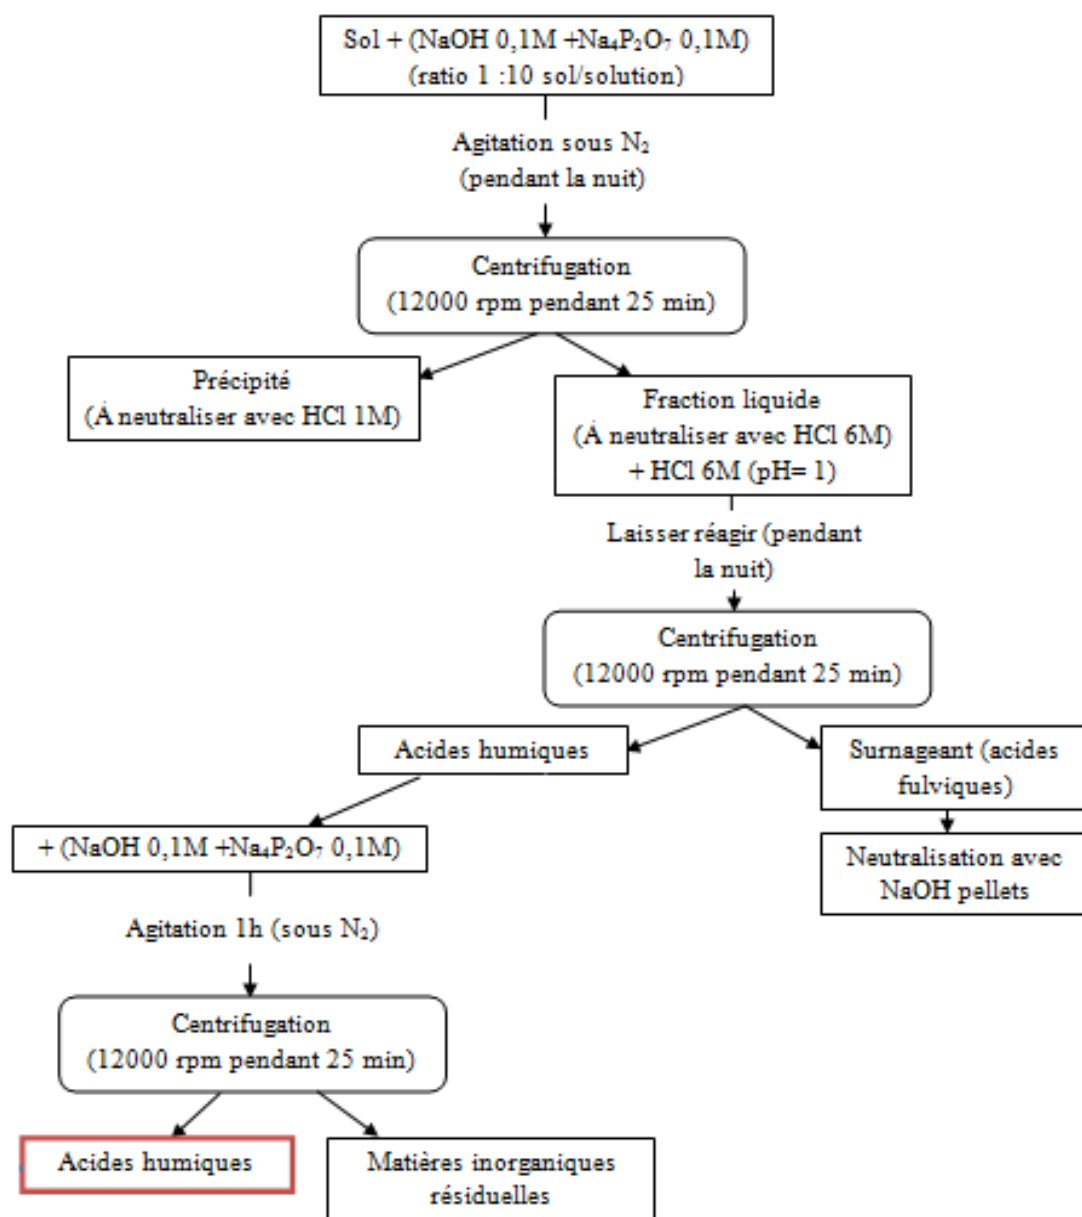 Sol + (NaOH 0,1M +Na₄P₂O₇ 0,1M)
(ratio 1 :10 sol/solution)
Agitation sous N₂
(pendant la nuit)
Centrifugation
(12000 rpm pendant 25 min)
Précipité
(À neutraliser avec HCl 1M)
Fraction liquide
(À neutraliser avec HCl 6M)
+ HCl 6M (pH= 1)
Laisser réagir (pendant
la nuit)
Centrifugation
(12000 rpm pendant 25 min)
Acides humiques
Surnageant (acides
fulviques)
+ (NaOH 0,1M +Na₄P₂O₇ 0,1M)
Neutralisation avec
NaOH pellets
Agitation 1h (sous N₂)
Centrifugation
(12000 rpm pendant 25 min)
Acides humiques
Matières inorganiques
résiduelles